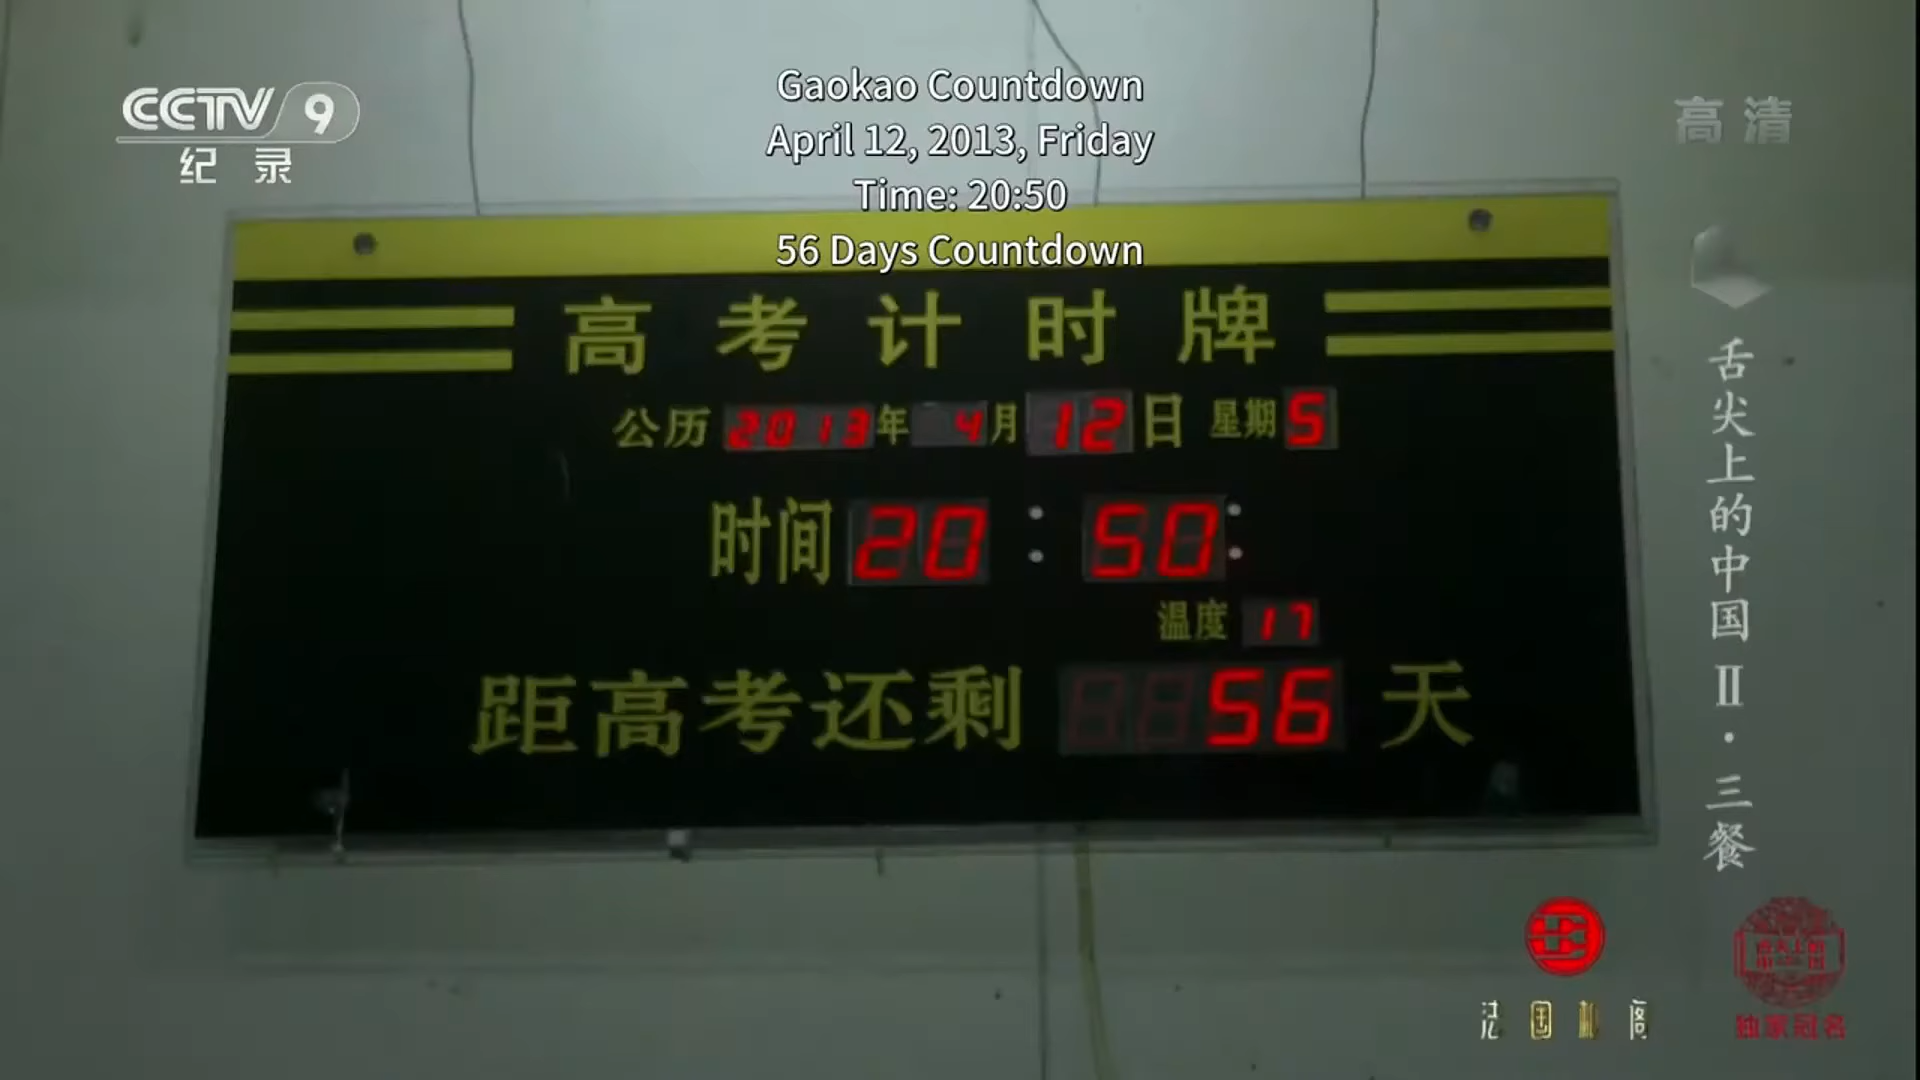 Gaokao Countdown
April 12, 2013, Friday
Time: 20:50
56 Days Countdown
CCTV 9
纪录
高清
高考计时牌
公历 2013年 4月 12日 星期 5
时间 20 : 50:
温度 17
距高考还剩 56 天
舌尖上的中国 II · 三餐
独家冠名